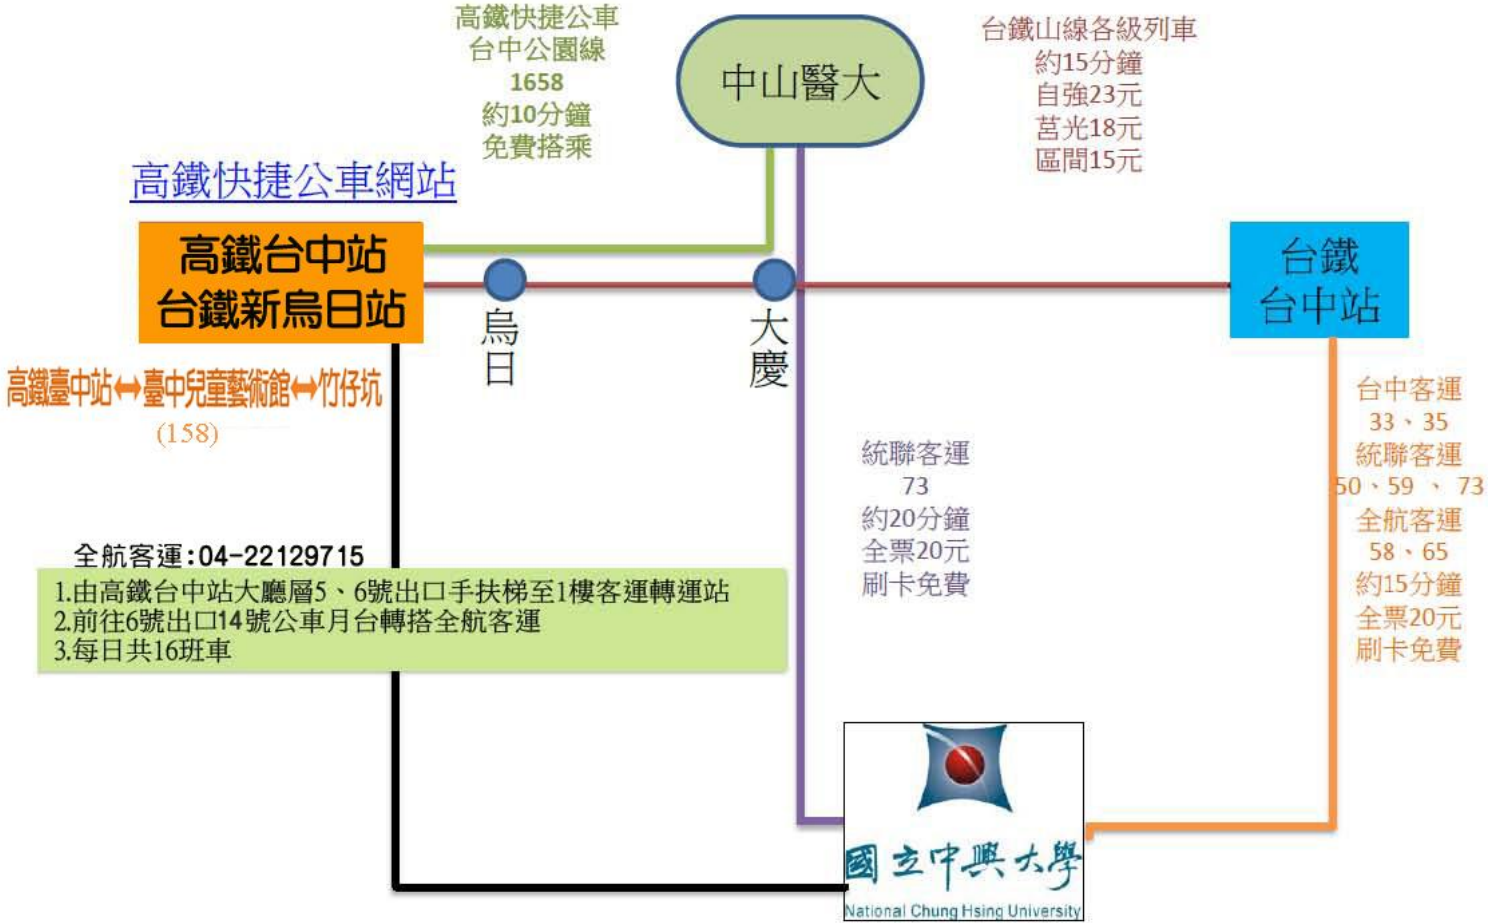 高鐵快捷公車
台中公園線
1658
約10分鐘
免費搭乘
中山醫大
台鐵山線各級列車
約15分鐘
自強23元
莒光18元
區間15元
高鐵快捷公車網站
高鐵台中站
台鐵新烏日站
烏日
大慶
台鐵
台中站
高鐵臺中站↔臺中兒童藝術館↔竹仔坑
(158)
統聯客運
73
約20分鐘
全票20元
刷卡免費
台中客運
33、35
統聯客運
50、59 、 73
全航客運
58、65
約15分鐘
全票20元
刷卡免費
全航客運:04-22129715
1.由高鐵台中站大廳層5、6號出口手扶梯至1樓客運轉運站
2.前往6號出口14號公車月台轉搭全航客運
3.每日共16班車
國立中興大學
National Chung Hsing University